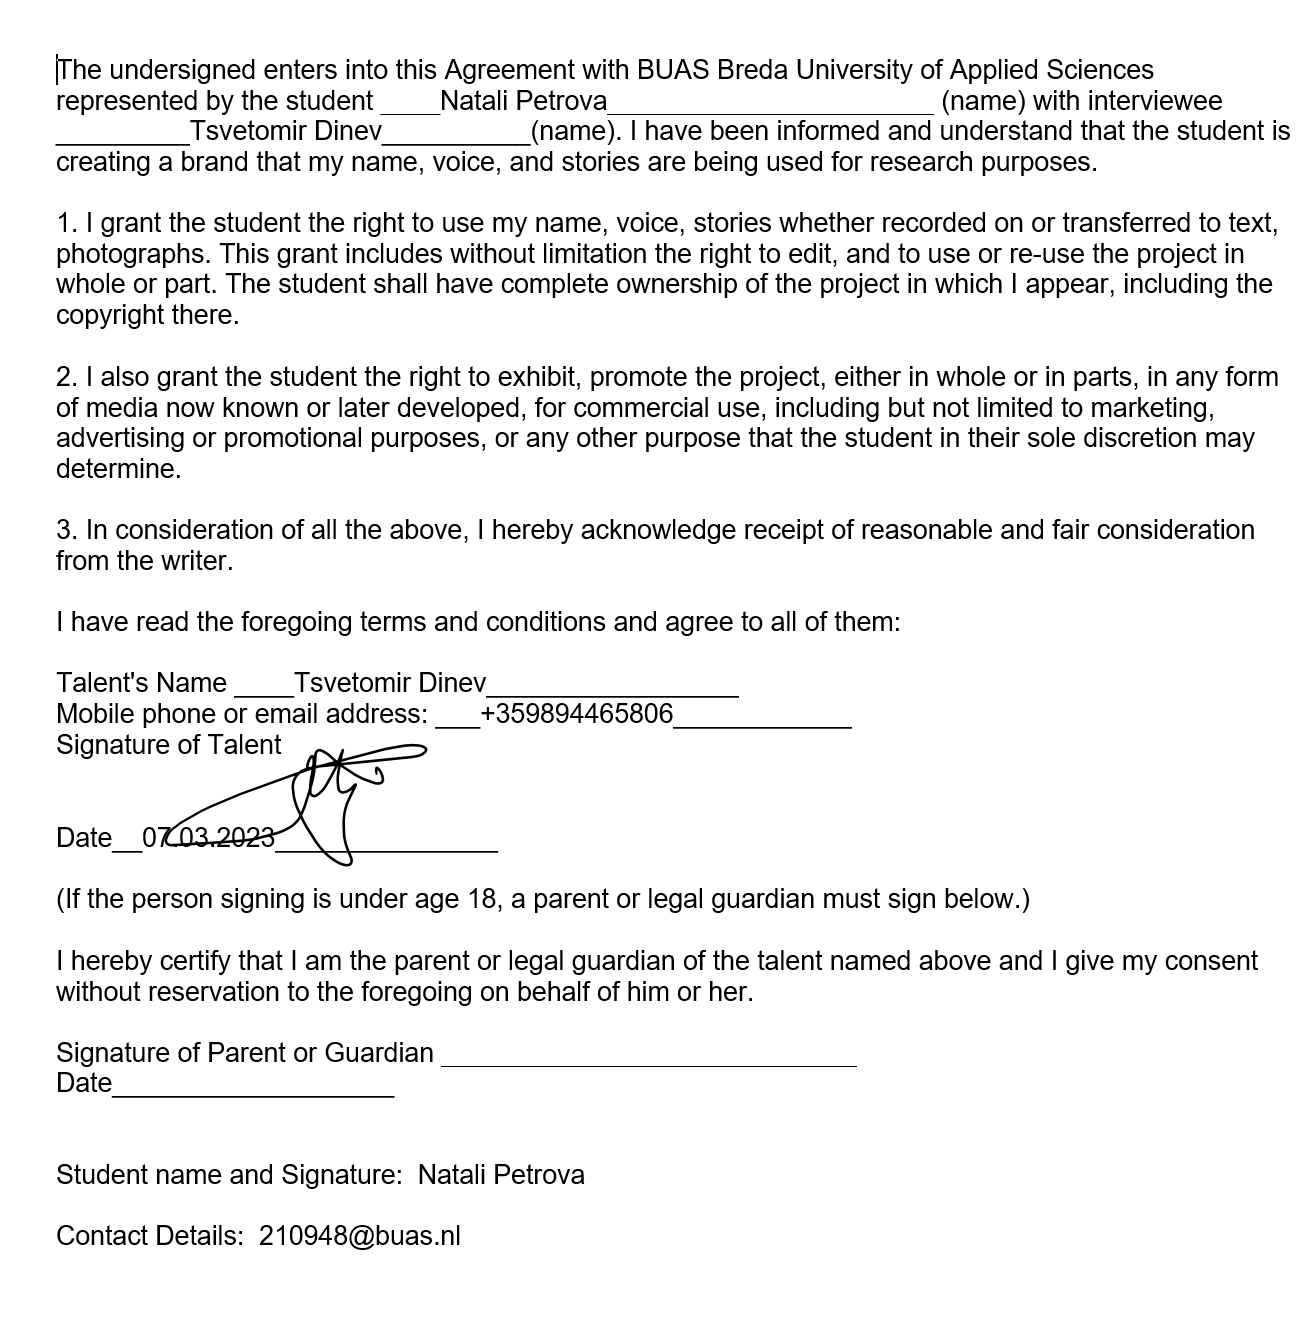 The undersigned enters into this Agreement with BUAS Breda University of Applied Sciences
represented by the student ____Natali Petrova______________________ (name) with interviewee
_________Tsvetomir Dinev__________(name). I have been informed and understand that the student is
creating a brand that my name, voice, and stories are being used for research purposes.
1. I grant the student the right to use my name, voice, stories whether recorded on or transferred to text,
photographs. This grant includes without limitation the right to edit, and to use or re-use the project in
whole or part. The student shall have complete ownership of the project in which I appear, including the
copyright there.
2. I also grant the student the right to exhibit, promote the project, either in whole or in parts, in any form
of media now known or later developed, for commercial use, including but not limited to marketing,
advertising or promotional purposes, or any other purpose that the student in their sole discretion may
determine.
3. In consideration of all the above, I hereby acknowledge receipt of reasonable and fair consideration
from the writer.
I have read the foregoing terms and conditions and agree to all of them:
Talent's Name ____Tsvetomir Dinev_________________
Mobile phone or email address: ___+359894465806____________
Signature of Talent
Date__07.03.2023_______________
(If the person signing is under age 18, a parent or legal guardian must sign below.)
I hereby certify that I am the parent or legal guardian of the talent named above and I give my consent
without reservation to the foregoing on behalf of him or her.
Signature of Parent or Guardian ____________________________
Date___________________
Student name and Signature:  Natali Petrova
Contact Details:  210948@buas.nl